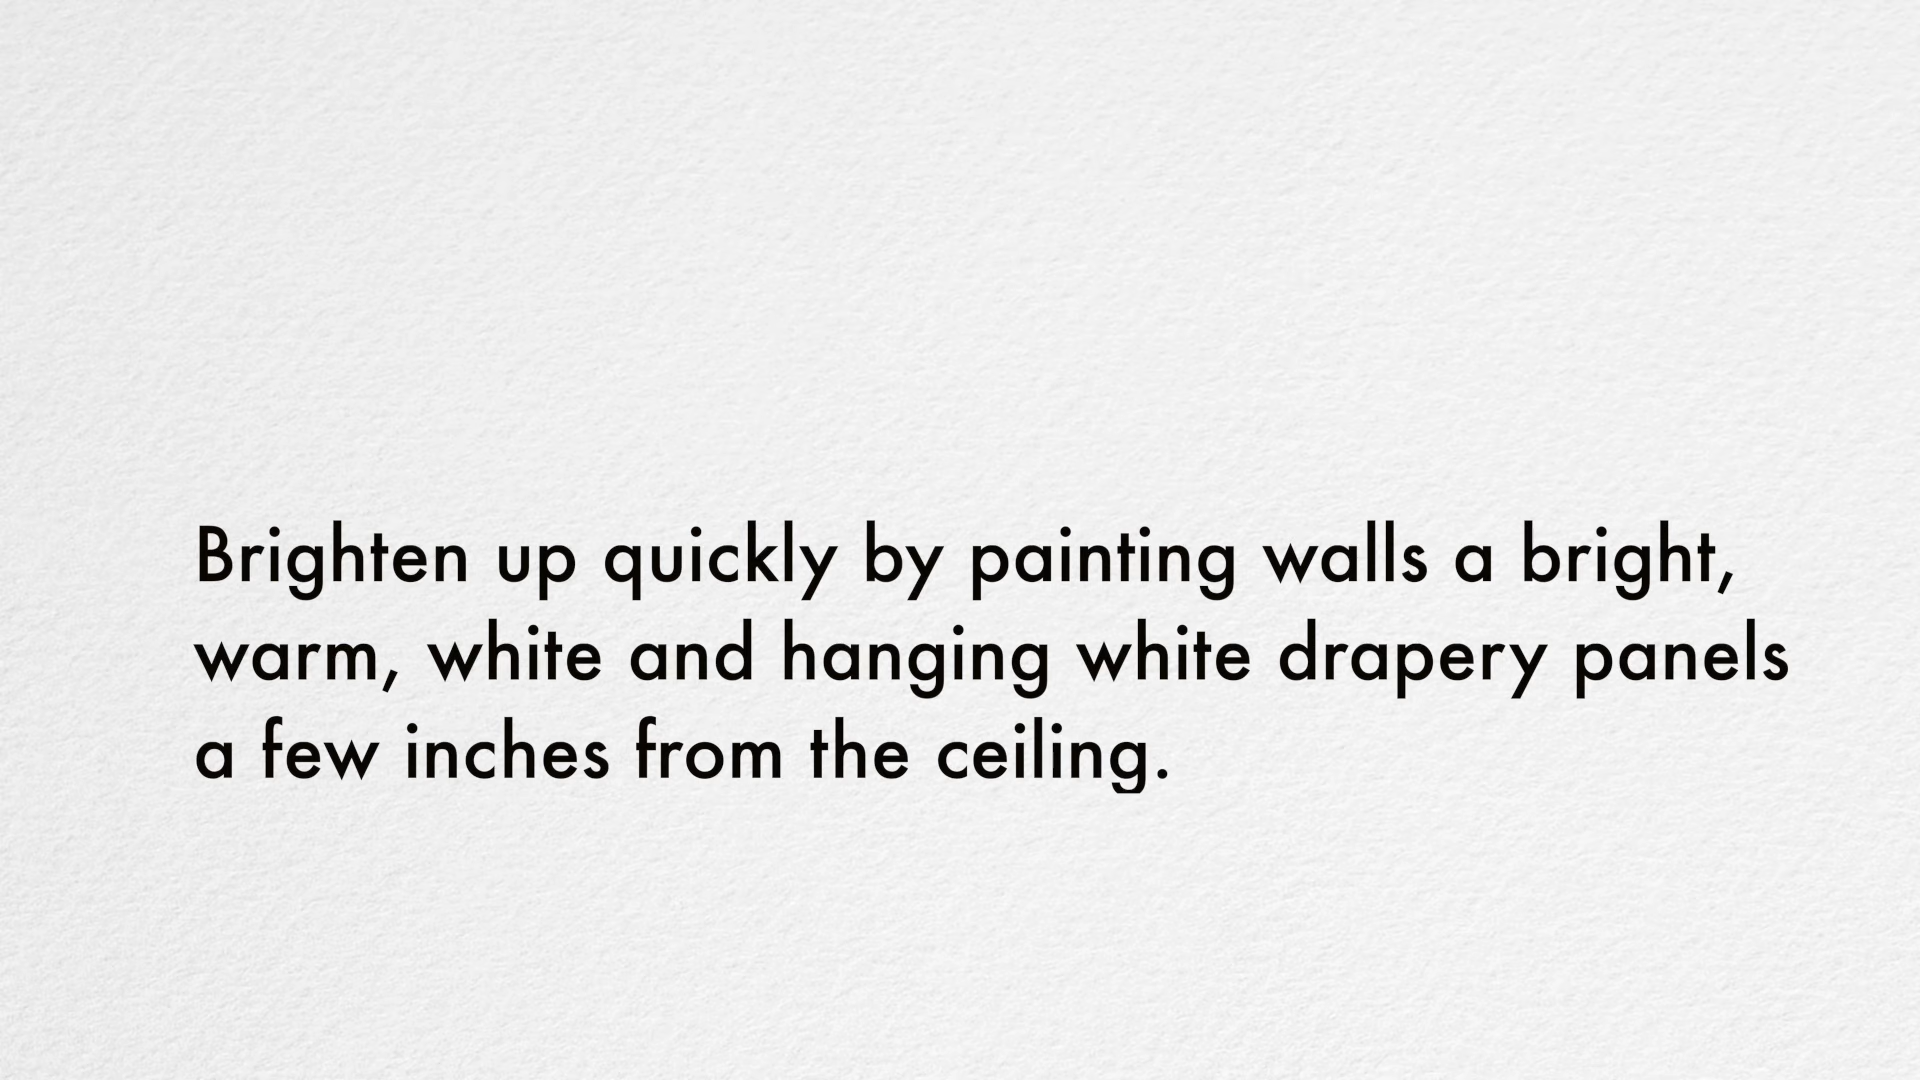 Brighten up quickly by painting walls a bright,
warm, white and hanging white drapery panels
a few inches from the ceiling.